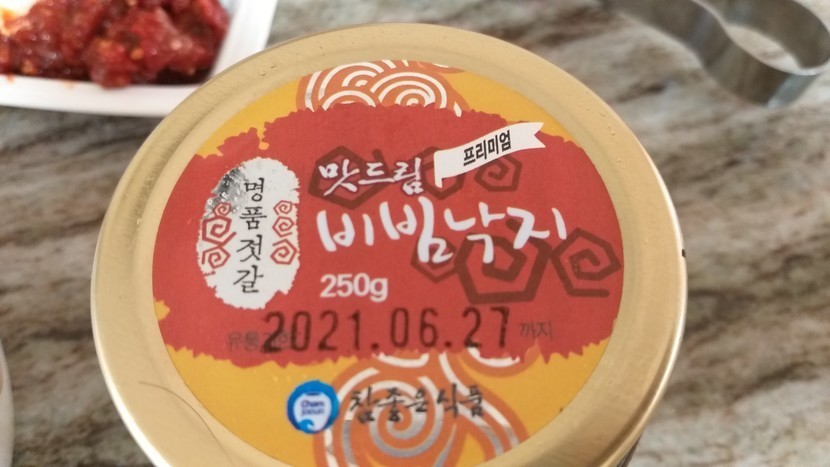 프리미엄
맛드림
비빔낙지
명품젓갈
250g
유통기한 2021.06.27 까지
참좋은식품